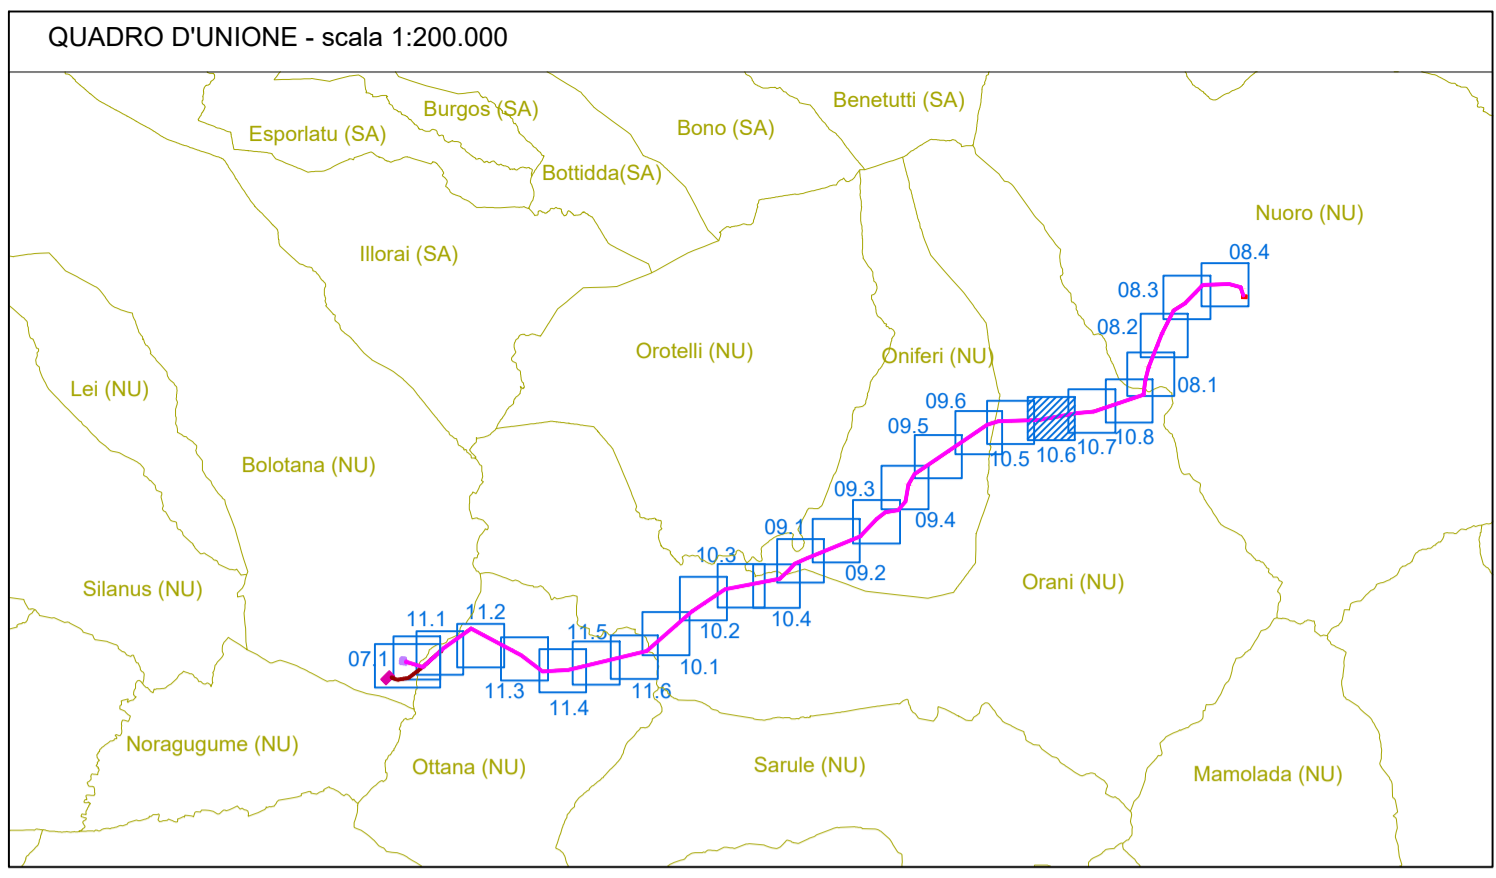 QUADRO D'UNIONE - scala 1:200.000
Benetutti (SA)
Burgos (SA)
Bono (SA)
Esporlatu (SA)
Bottidda(SA)
Nuoro (NU)
Illorai (SA)
08.4
08.3
08.2
Orotelli (NU)
Oniferi (NU)
Lei (NU)
08.1
09.6
10.8
09.5
10.7
10.6
10.5
Bolotana (NU)
09.3
09.4
09.1
10.3
09.2
Orani (NU)
Silanus (NU)
11.2
11.1
10.4
10.2
11.5
07.1
10.1
11.3
11.6
11.4
Noragugume (NU)
Ottana (NU)
Sarule (NU)
Mamolada (NU)